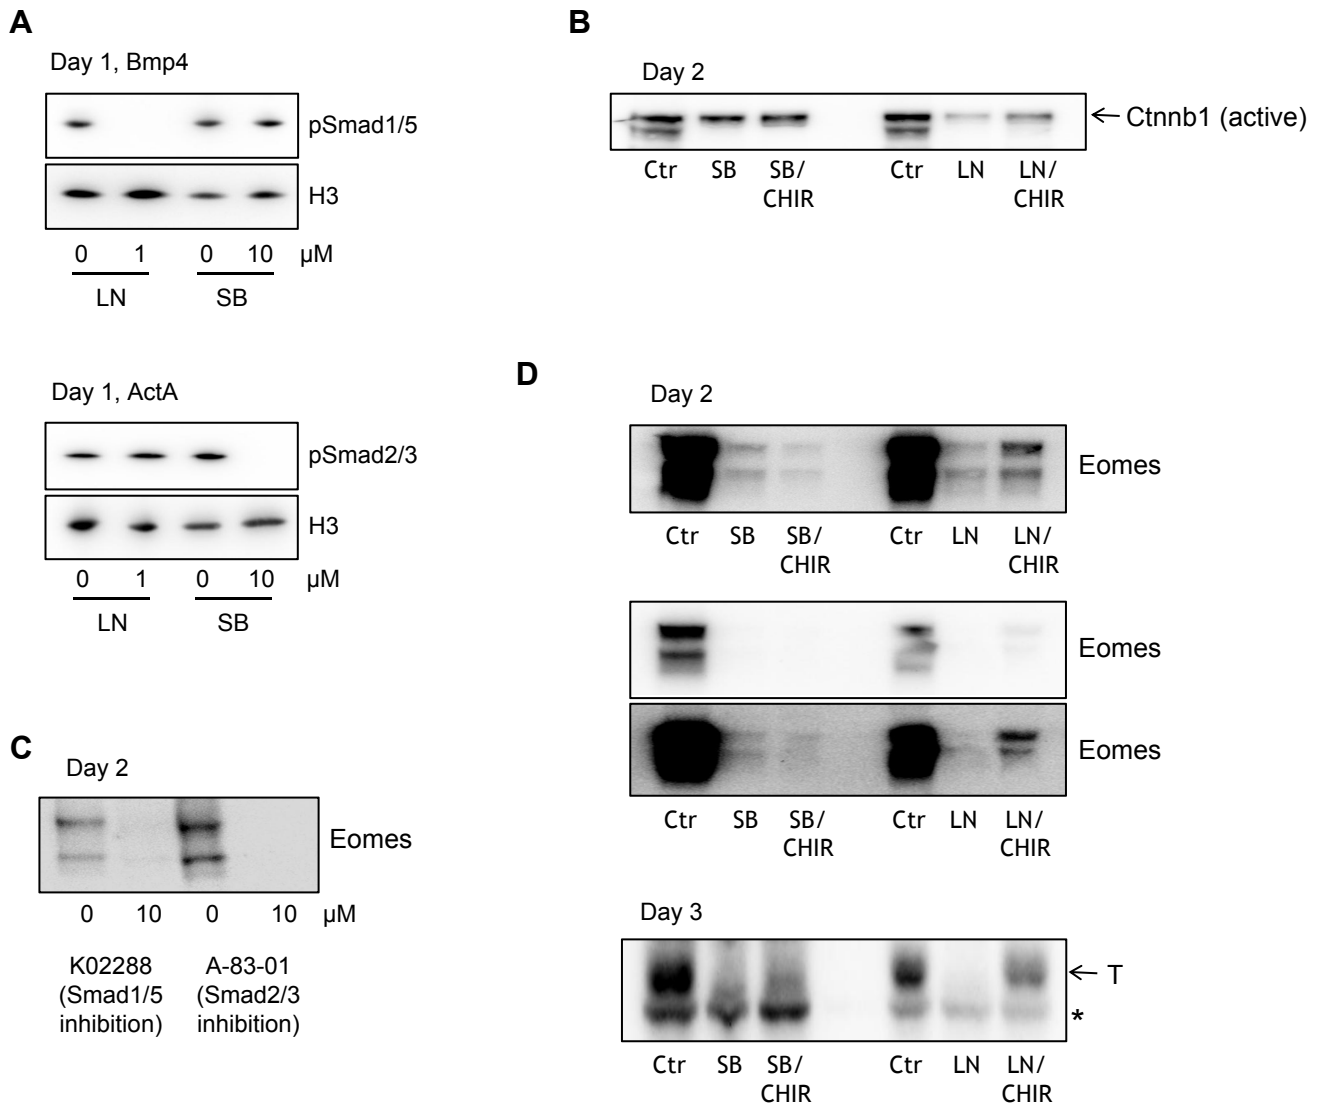 A
Day 1, Bmp4
pSmad1/5
H3
0 1 0 10 µM
LN SB
Day 1, ActA
pSmad2/3
H3
0 1 0 10 µM
LN SB
B
Day 2
Ctnnb1 (active)
Ctr SB SB/ Ctr LN LN/
CHIR CHIR
C
Day 2
Eomes
0 10 0 10 µM
K02288 A-83-01
(Smad1/5 (Smad2/3
inhibition) inhibition)
D
Day 2
Eomes
Ctr SB SB/ Ctr LN LN/
CHIR CHIR
Eomes
Eomes
Ctr SB SB/ Ctr LN LN/
CHIR CHIR
Day 3
T
*
Ctr SB SB/ Ctr LN LN/
CHIR CHIR